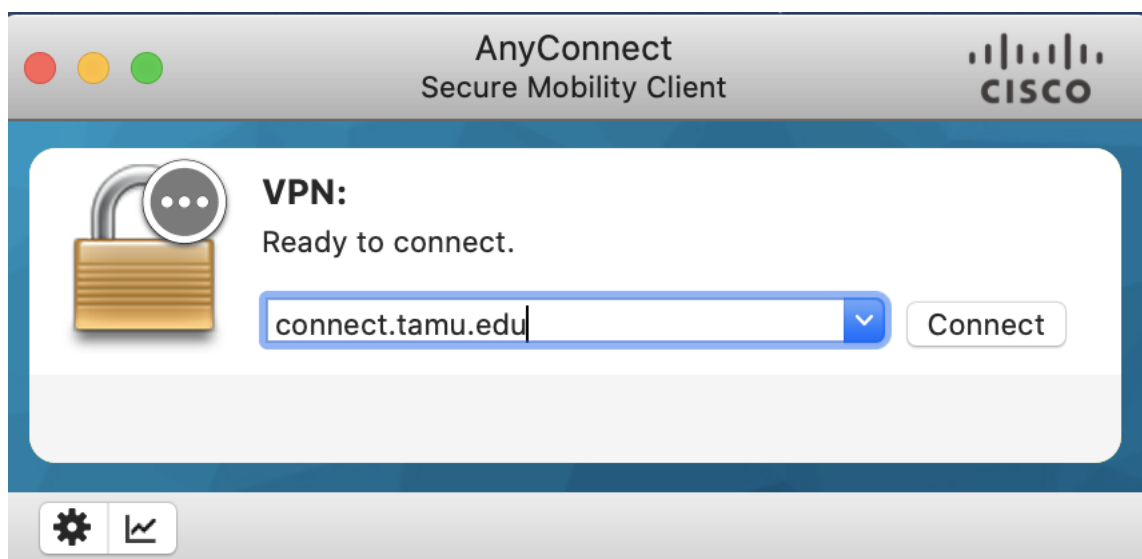 AnyConnect
Secure Mobility Client
CISCO
VPN:
Ready to connect.
connect.tamu.edu
Connect